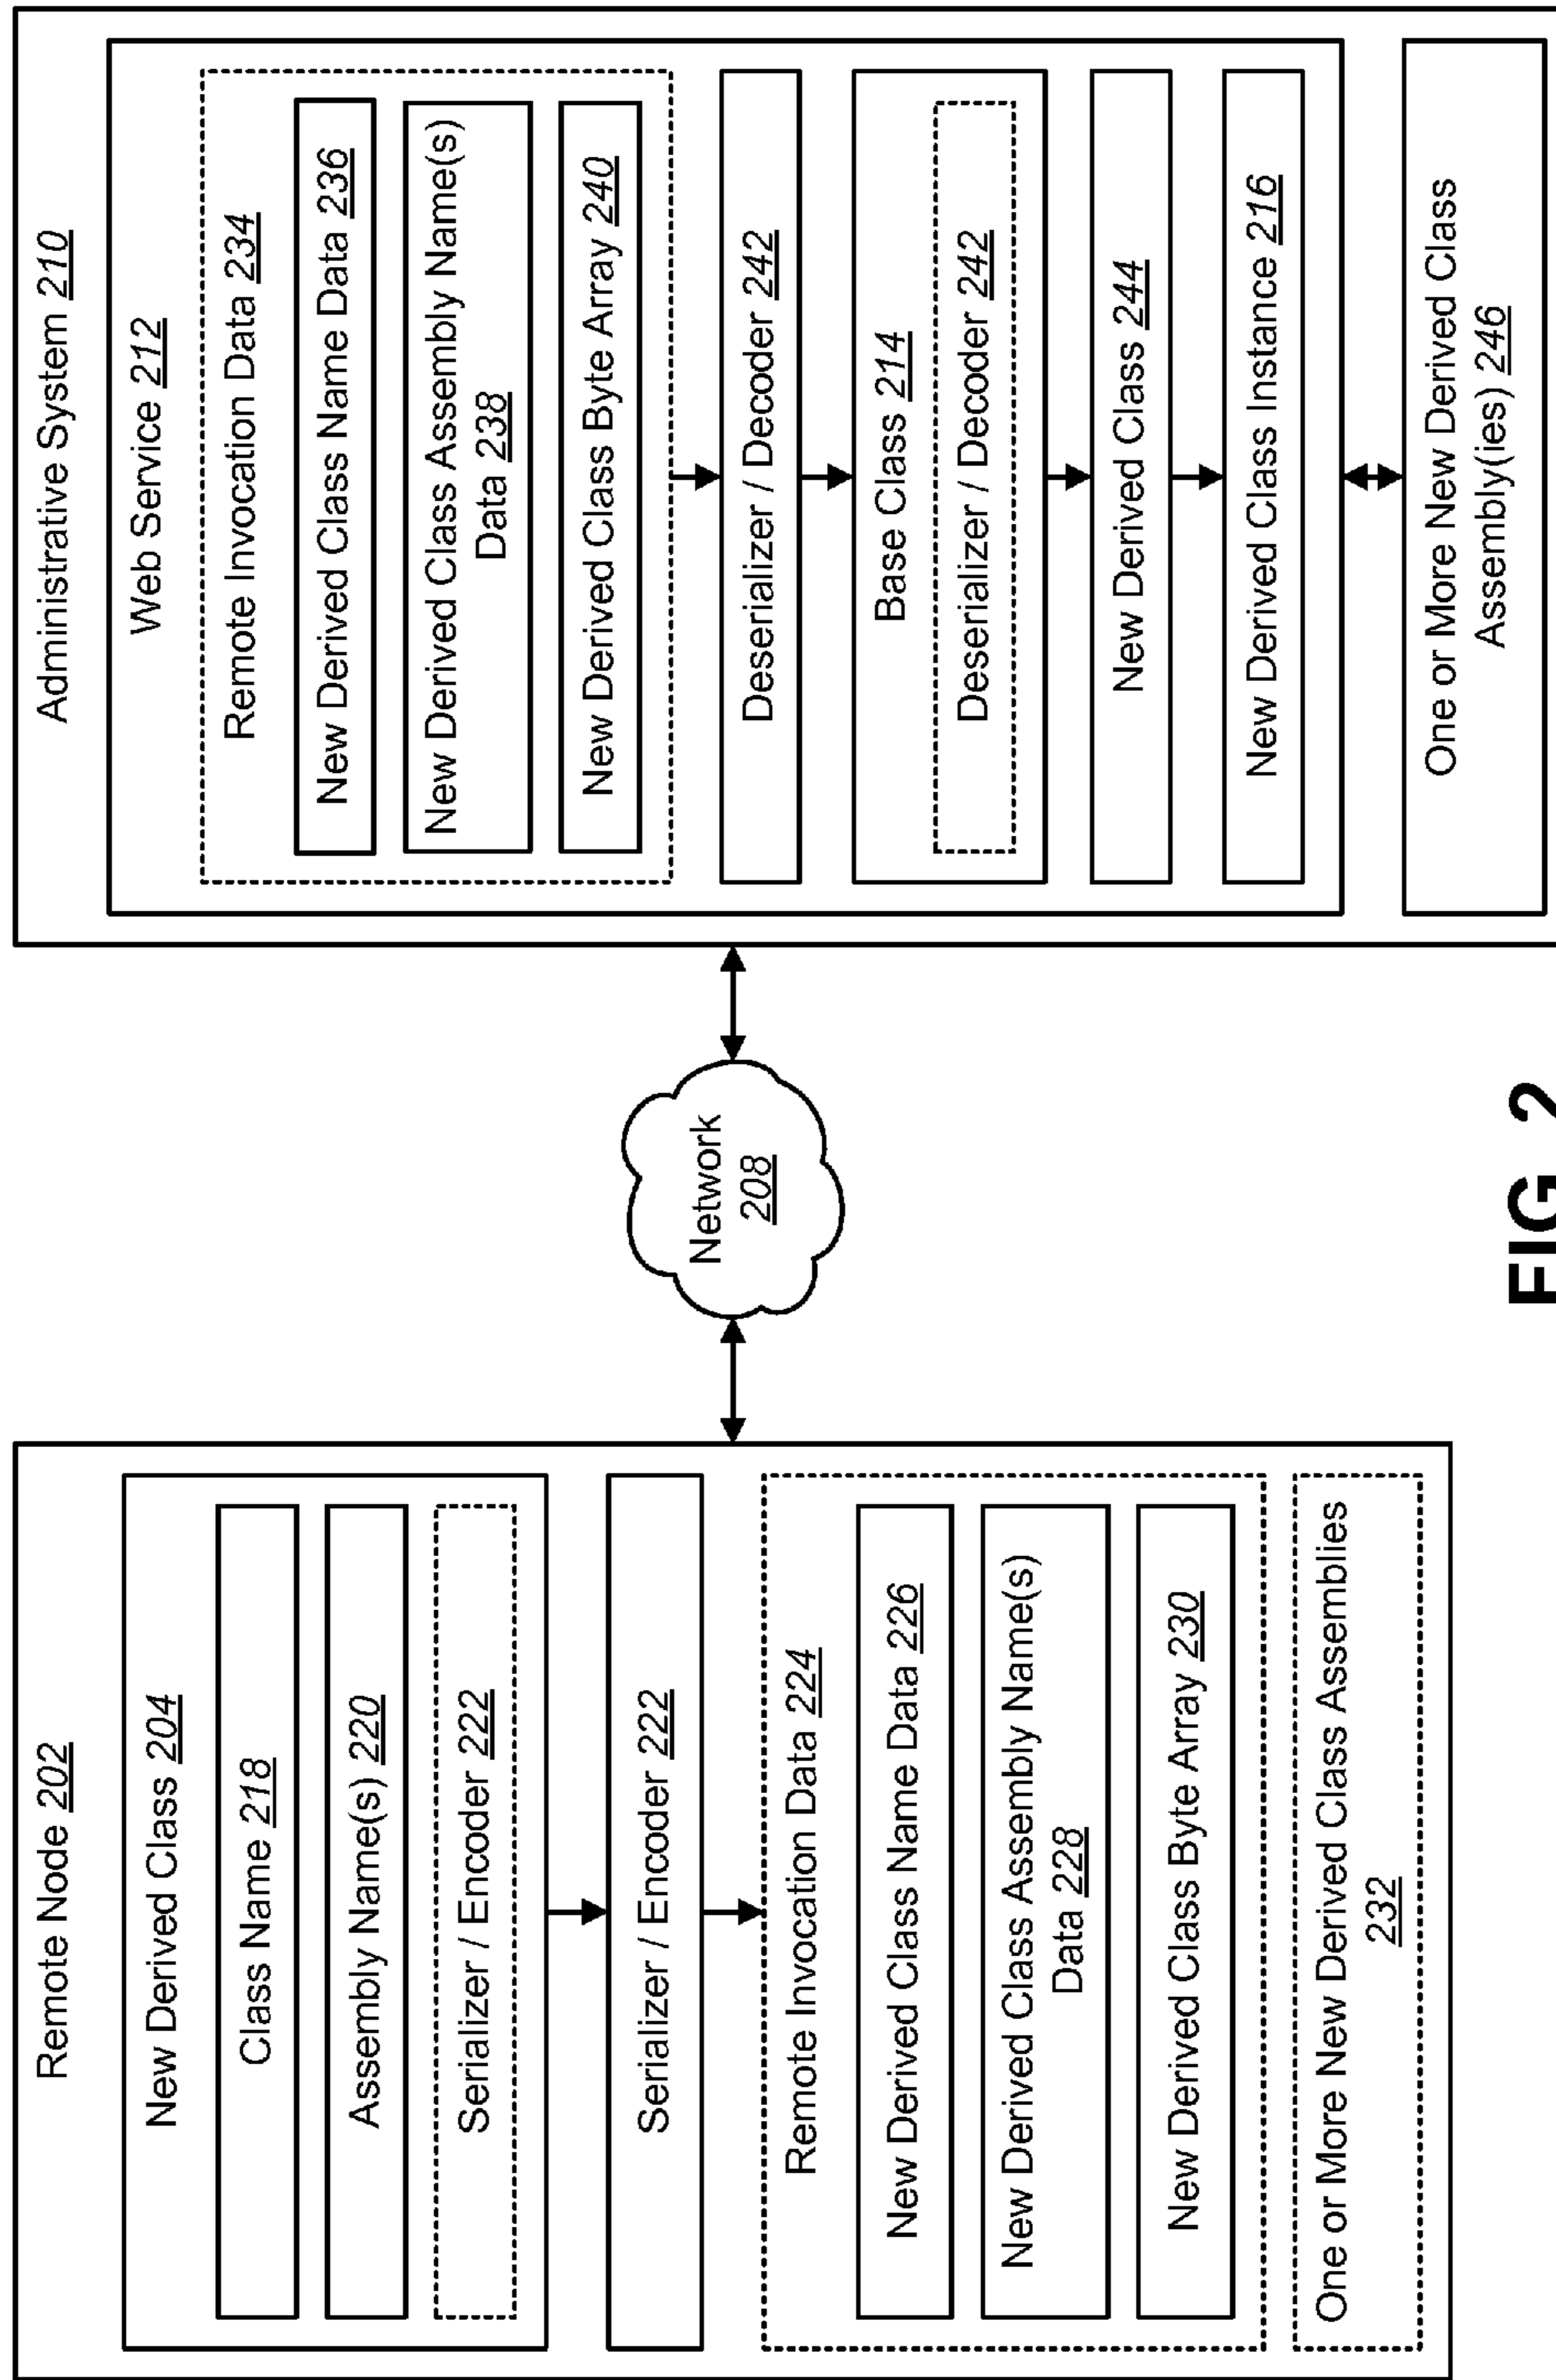 Remote Node 202
New Derived Class 204
Class Name 218
Assembly Name(s) 220
Serializer / Encoder 222
Serializer / Encoder 222
Remote Invocation Data 224
New Derived Class Name Data 226
New Derived Class Assembly Name(s)
Data 228
New Derived Class Byte Array 230
One or More New Derived Class Assemblies
232
Network
208
Administrative System 210
Web Service 212
Remote Invocation Data 234
New Derived Class Name Data 236
New Derived Class Assembly Name(s)
Data 238
New Derived Class Byte Array 240
Deserializer / Decoder 242
Base Class 214
Deserializer / Decoder 242
New Derived Class 244
New Derived Class Instance 216
One or More New Derived Class
Assembly(ies) 246
FIG 2